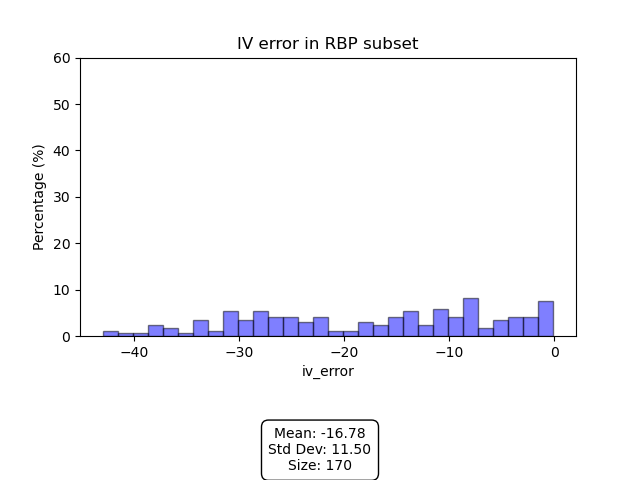 IV error in RBP subset
60
50
40
30
20
10
0
Percentage (%)
−40
−30
−20
−10
0
iv_error
Mean: -16.78
Std Dev: 11.50
Size: 170